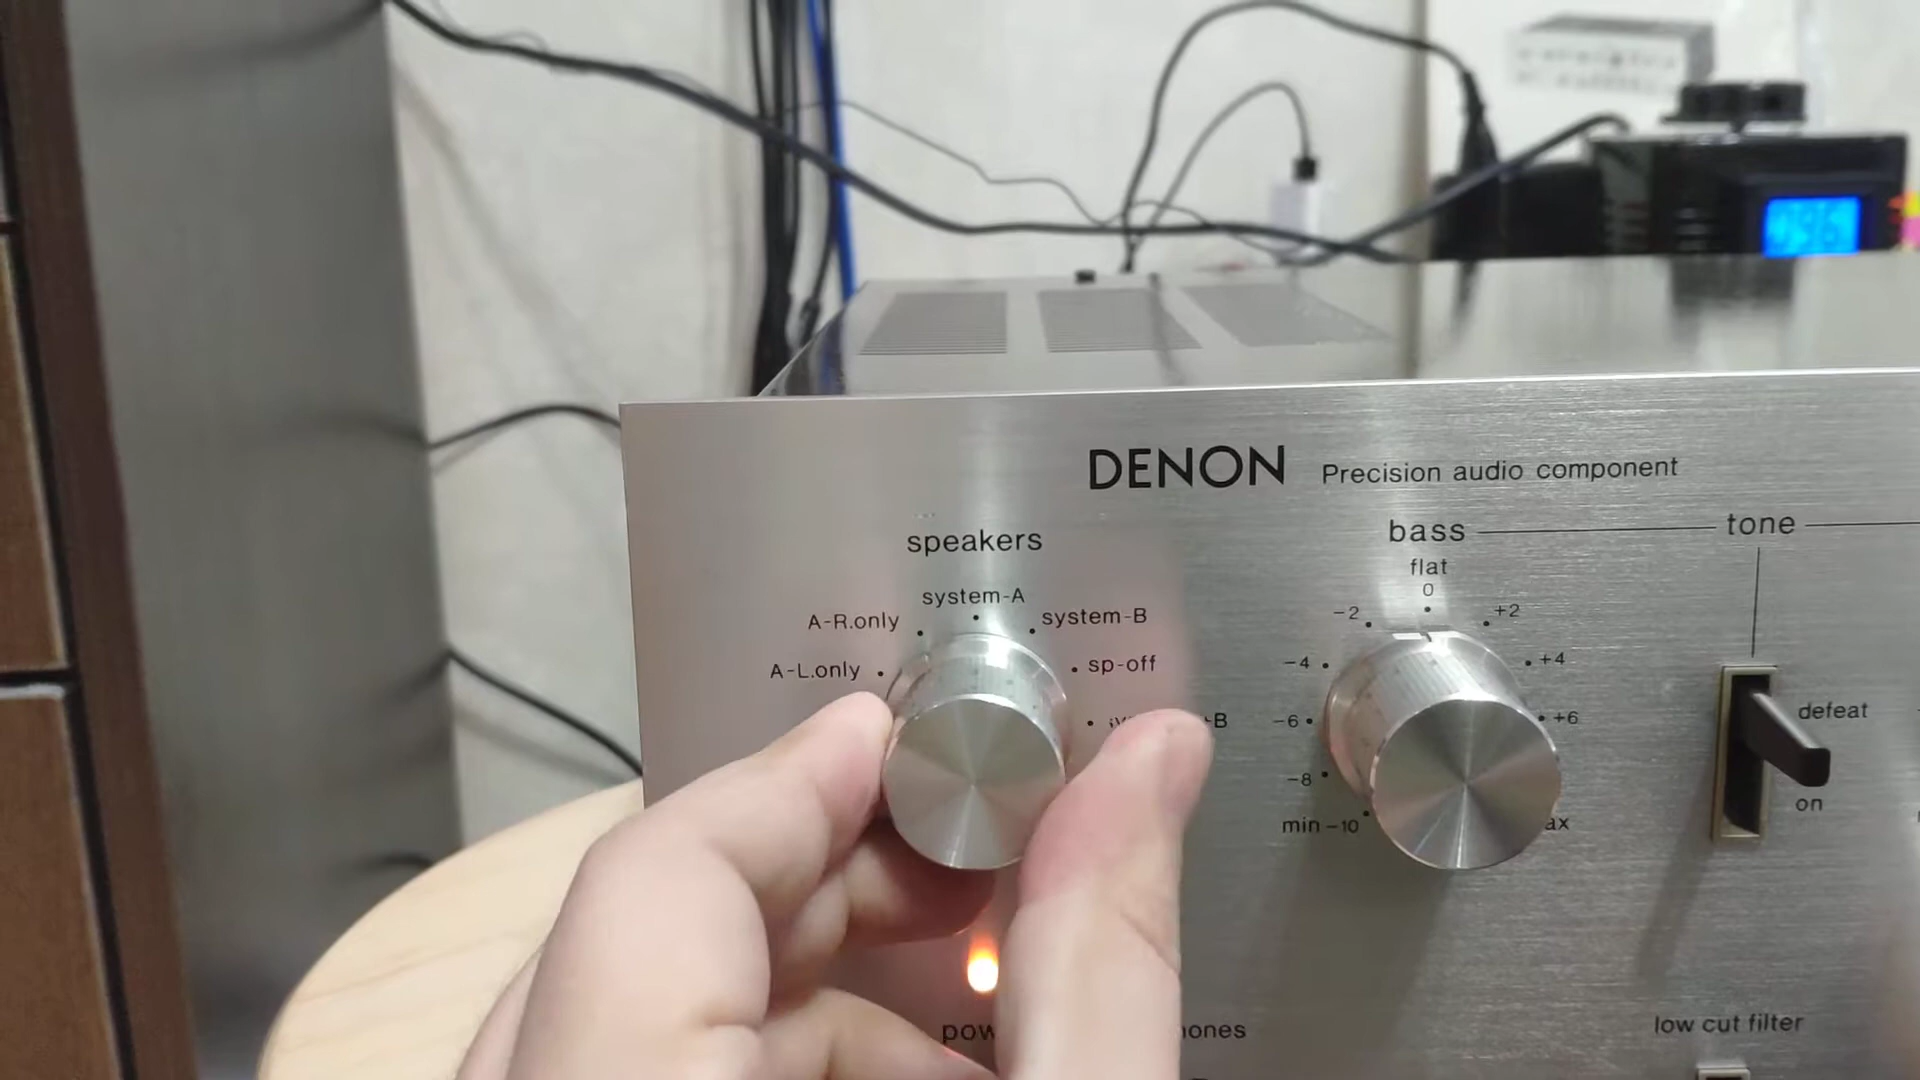 DENON Precision audio component
speakers
system-A
A-R.only
system-B
A-L.only
sp-off
B
bass
tone
flat
0
-2
+2
-4
+4
-6
+6
-8
min -10
defeat
on
low cut filter